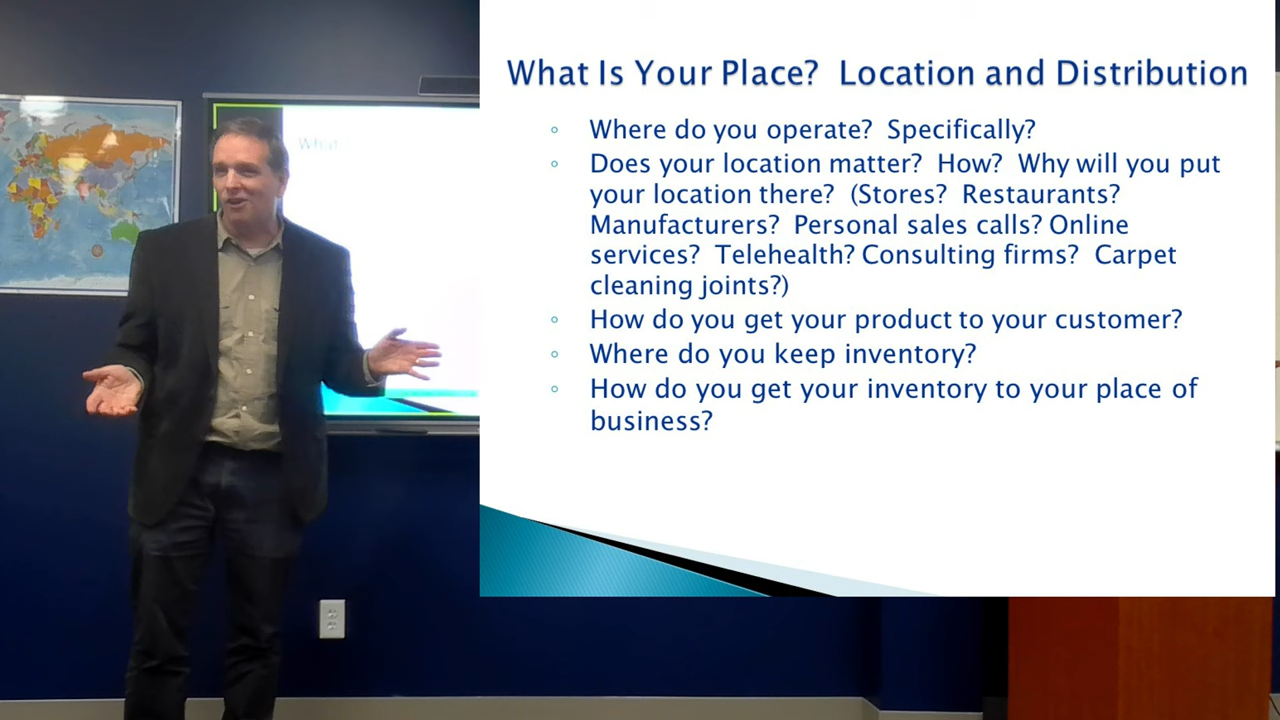 What Is Your Place?  Location and Distribution
Where do you operate?  Specifically?
Does your location matter?  How?  Why will you put
your location there?  (Stores?  Restaurants?
Manufacturers?  Personal sales calls? Online
services?  Telehealth? Consulting firms?  Carpet
cleaning joints?)
How do you get your product to your customer?
Where do you keep inventory?
How do you get your inventory to your place of
business?
What